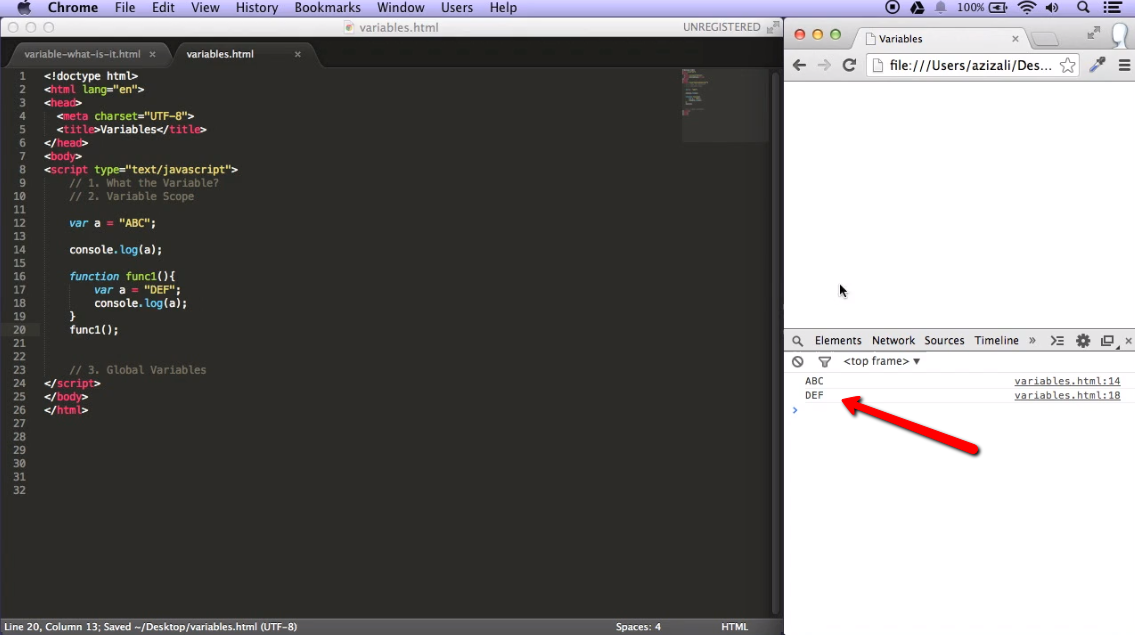 Chrome File Edit View History Bookmarks Window Users Help 100%
variables.html UNREGISTERED
variable-what-is-it.html × variables.html ×
1 <!doctype html>
2 <html lang="en">
3 <head>
4 <meta charset="UTF-8">
5 <title>Variables</title>
6 </head>
7 <body>
8 <script type="text/javascript">
9 // 1. What the Variable?
10 // 2. Variable Scope
11
12 var a = "ABC";
13
14 console.log(a);
15
16 function func1(){
17 var a = "DEF";
18 console.log(a);
19 }
20 func1();
21
22
23 // 3. Global Variables
24 </script>
25 </body>
26 </html>
27
28
29
30
31
32
Line 20, Column 13; Saved ~/Desktop/variables.html (UTF-8) Spaces: 4 HTML
Variables ×
file:///Users/azizali/Des...
Elements Network Sources Timeline » ×
<top frame> ▼
ABC variables.html:14
DEF variables.html:18